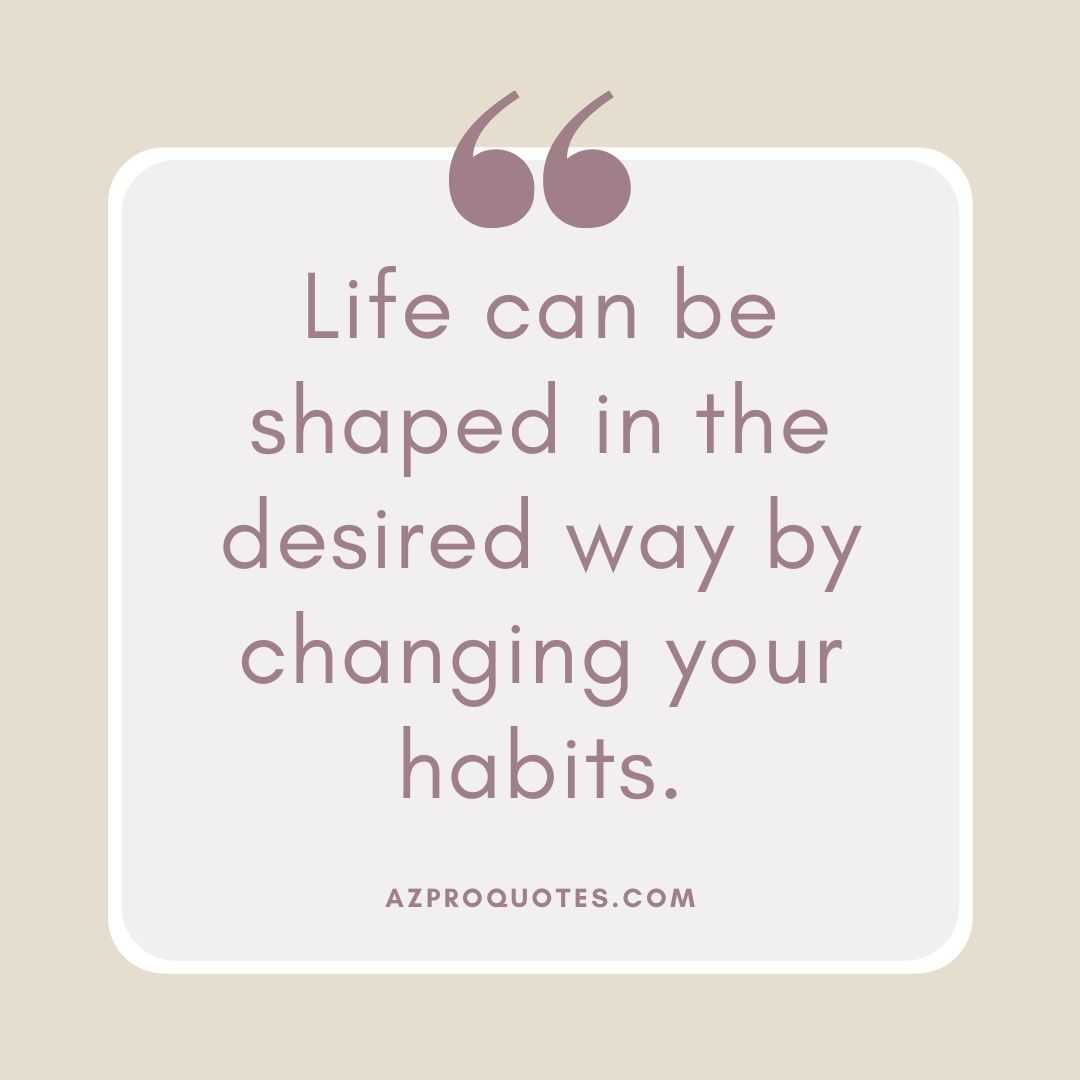 Life can be
shaped in the
desired way by
changing your
habits.
AZPROQUOTES.COM